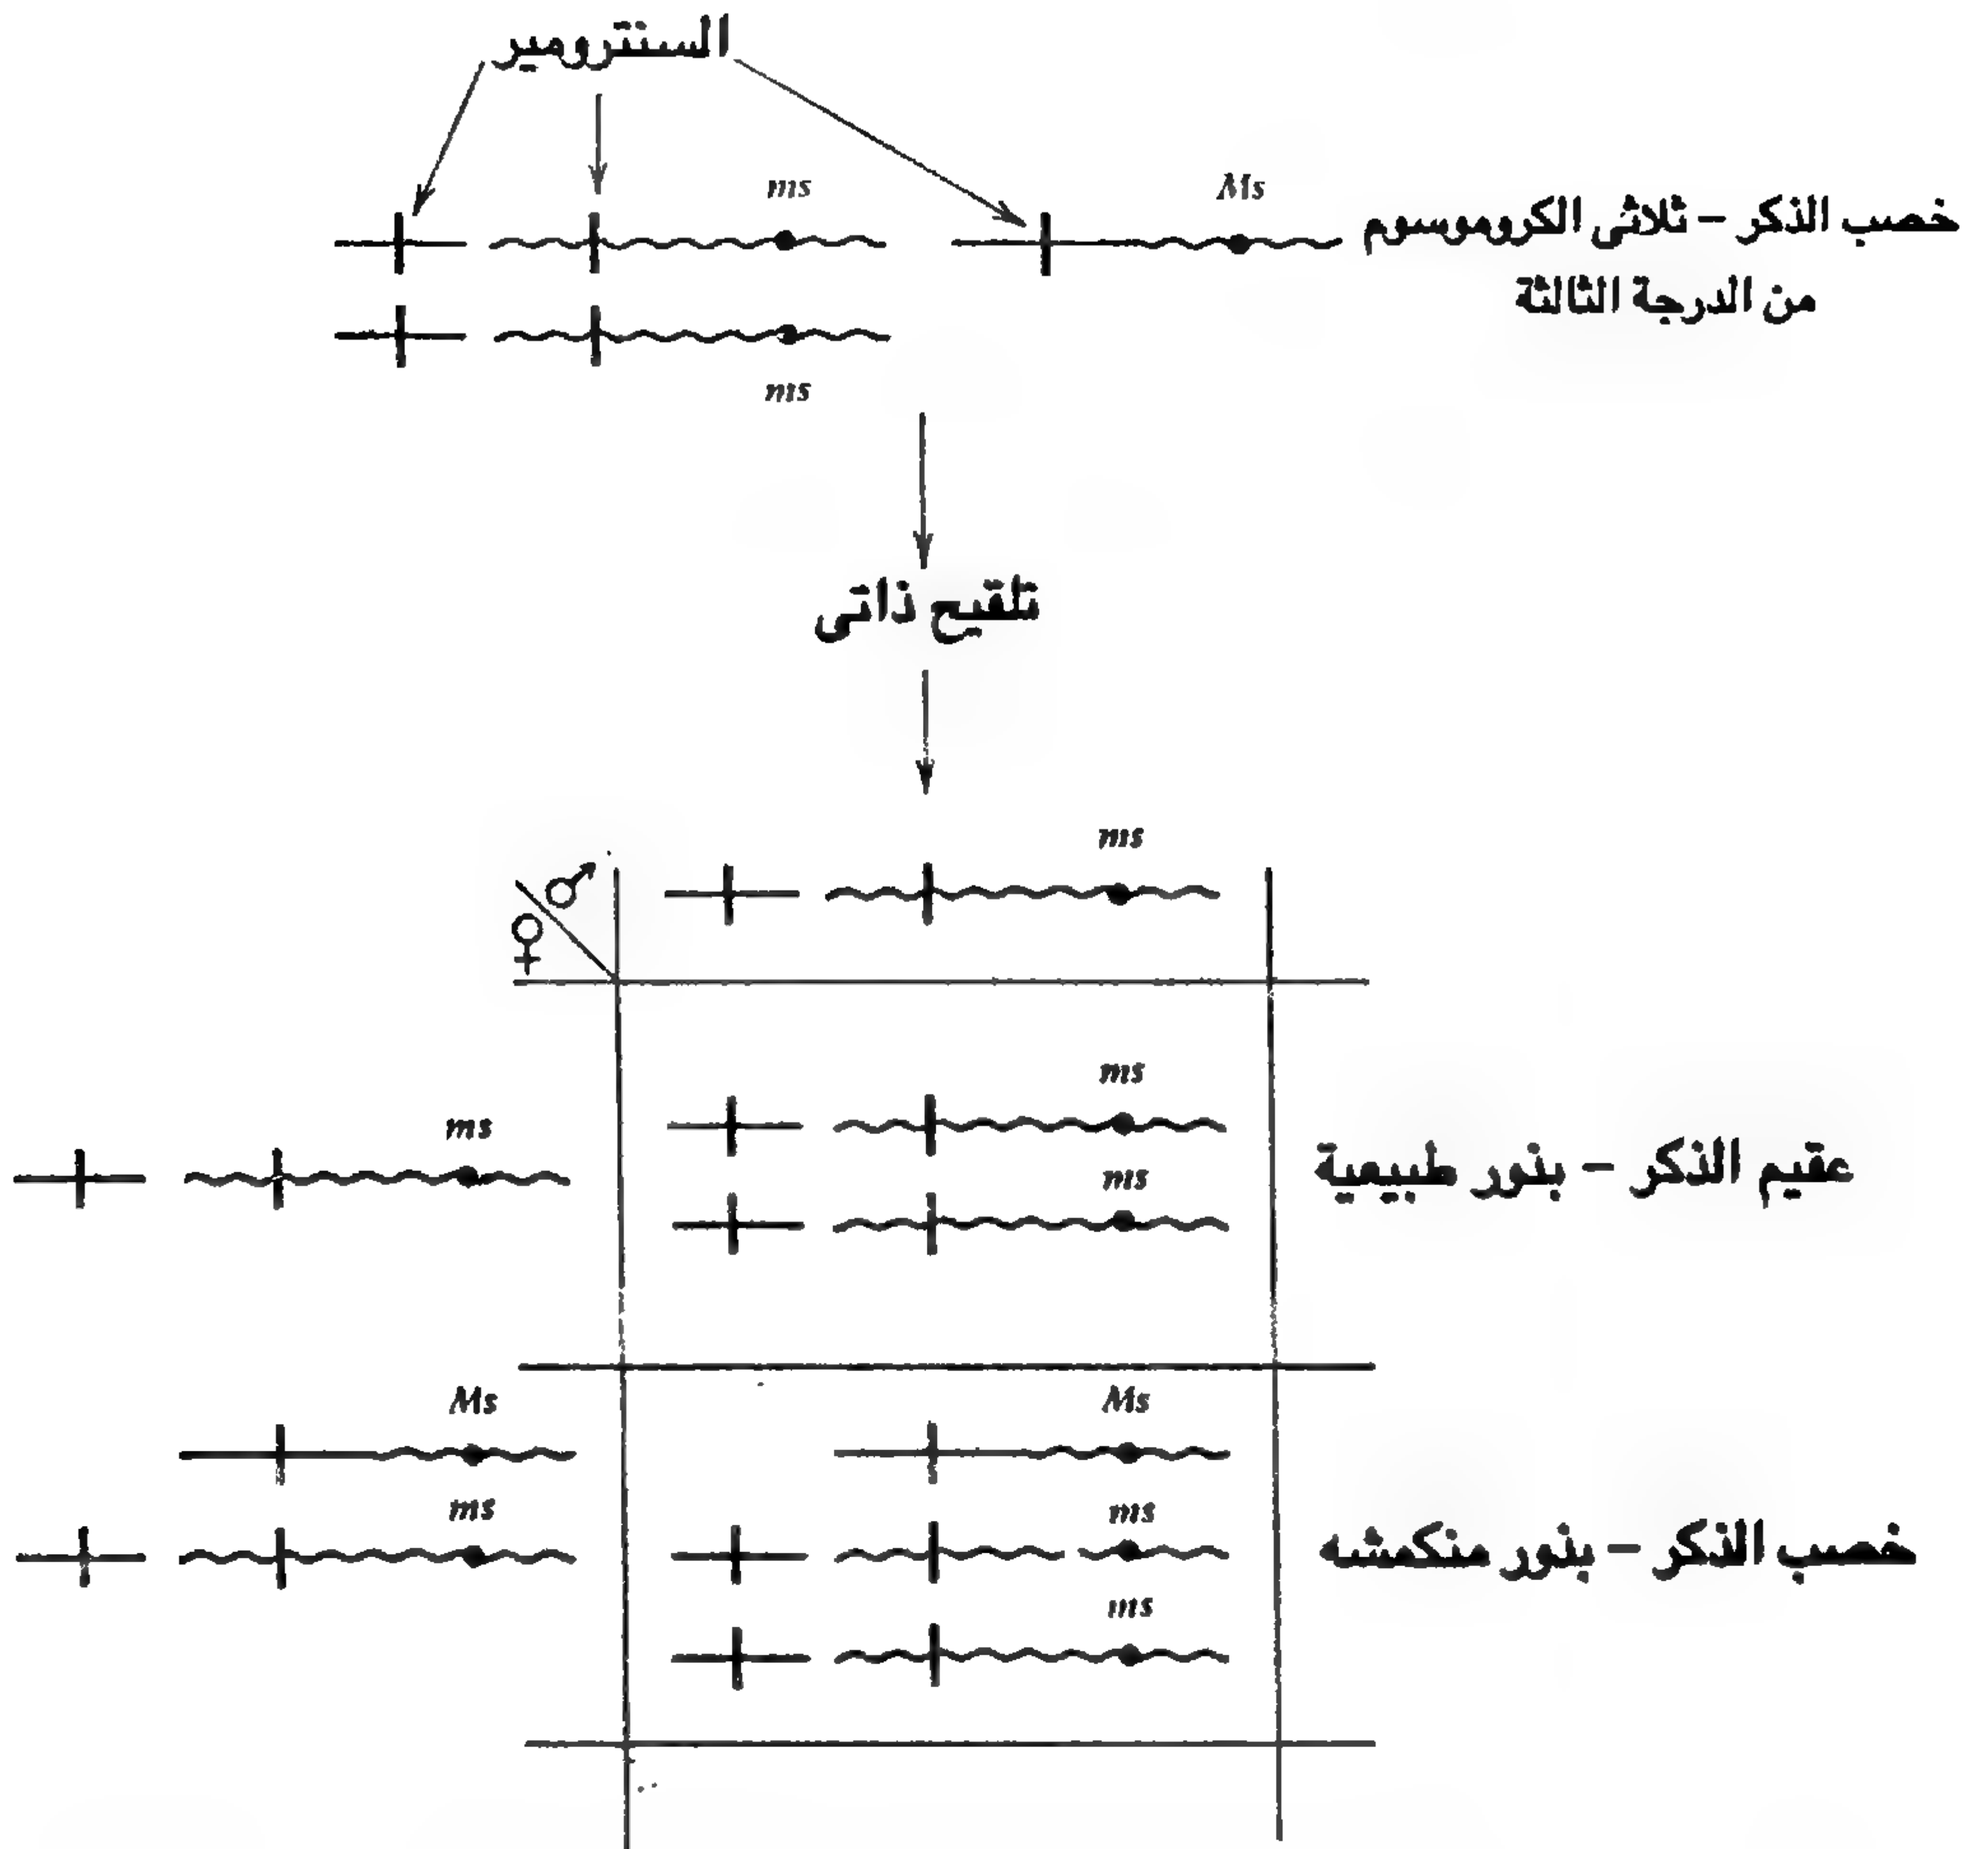 السنترومير
ms
Ms
خصب الذكر – ثلاثى الكروموسوم
من الدرجة الثالثة
ms
تلقيح ذاتى
ms
♂
♀
ms
ms
ms
عقيم الذكر – بنور طبيعية
Ms
Ms
ms
ms
خصب الذكر – بنور منكمشه
ms